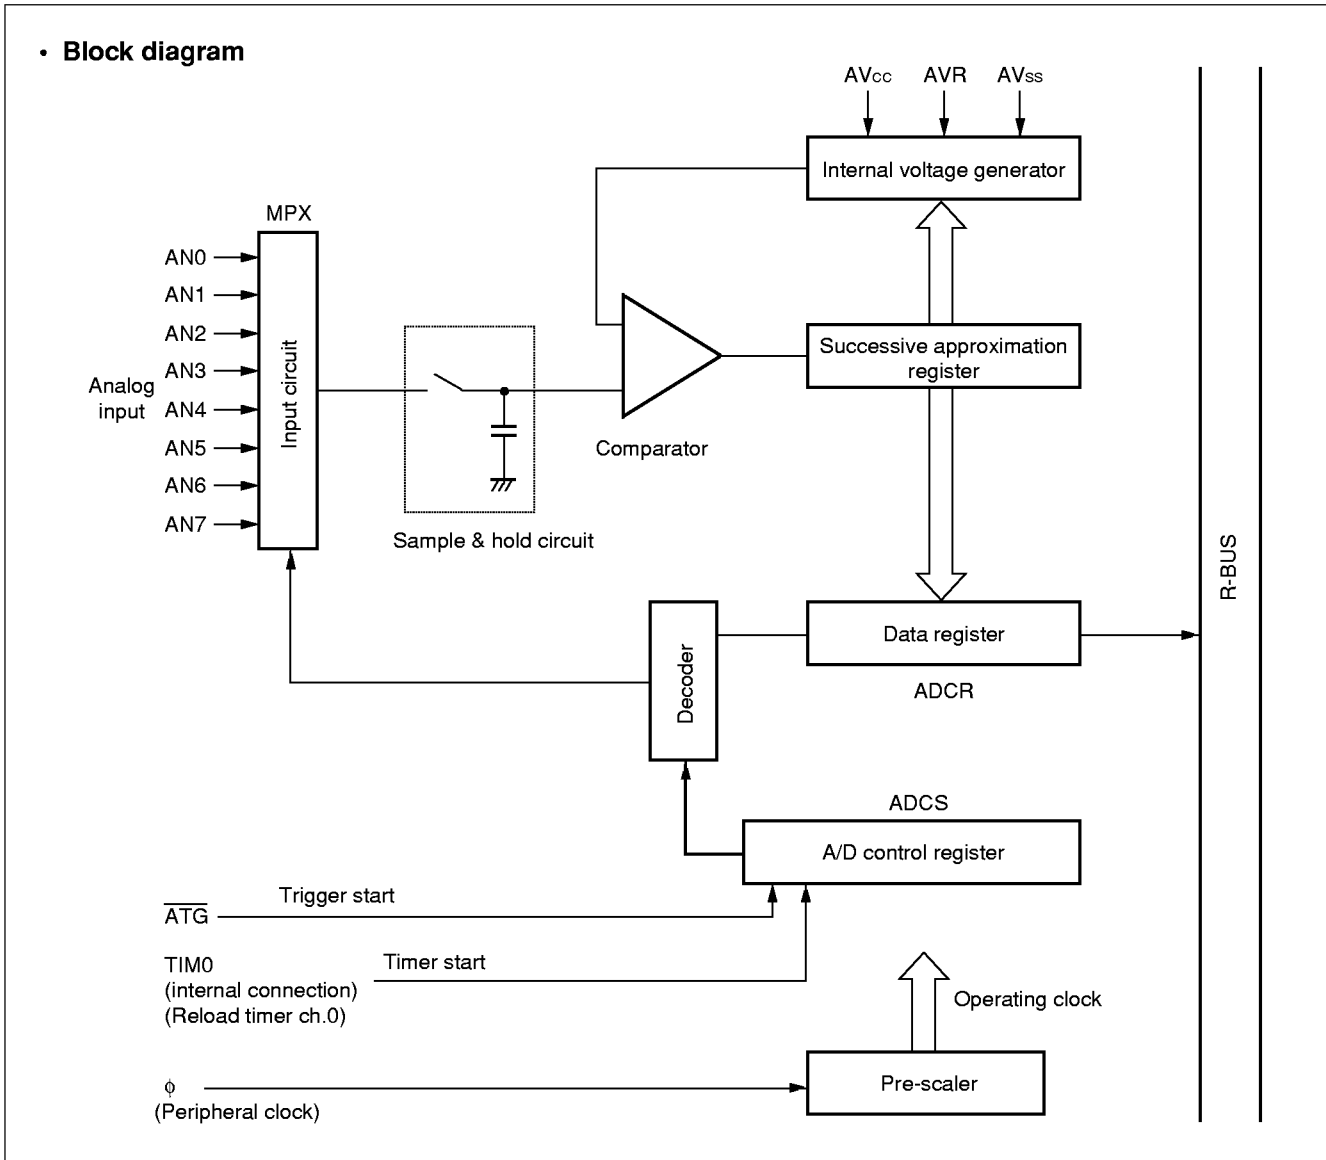 • Block diagram
AVcc AVR AVss
Internal voltage generator
MPX
AN0
AN1
AN2
AN3
Analog
input
AN4
AN5
AN6
AN7
Input circuit
Successive approximation
register
Comparator
Sample & hold circuit
R-BUS
Decoder
Data register
ADCR
ADCS
A/D control register
Trigger start
ATG
TIM0
(internal connection)
(Reload timer ch.0)
Timer start
Operating clock
Pre-scaler
ϕ
(Peripheral clock)